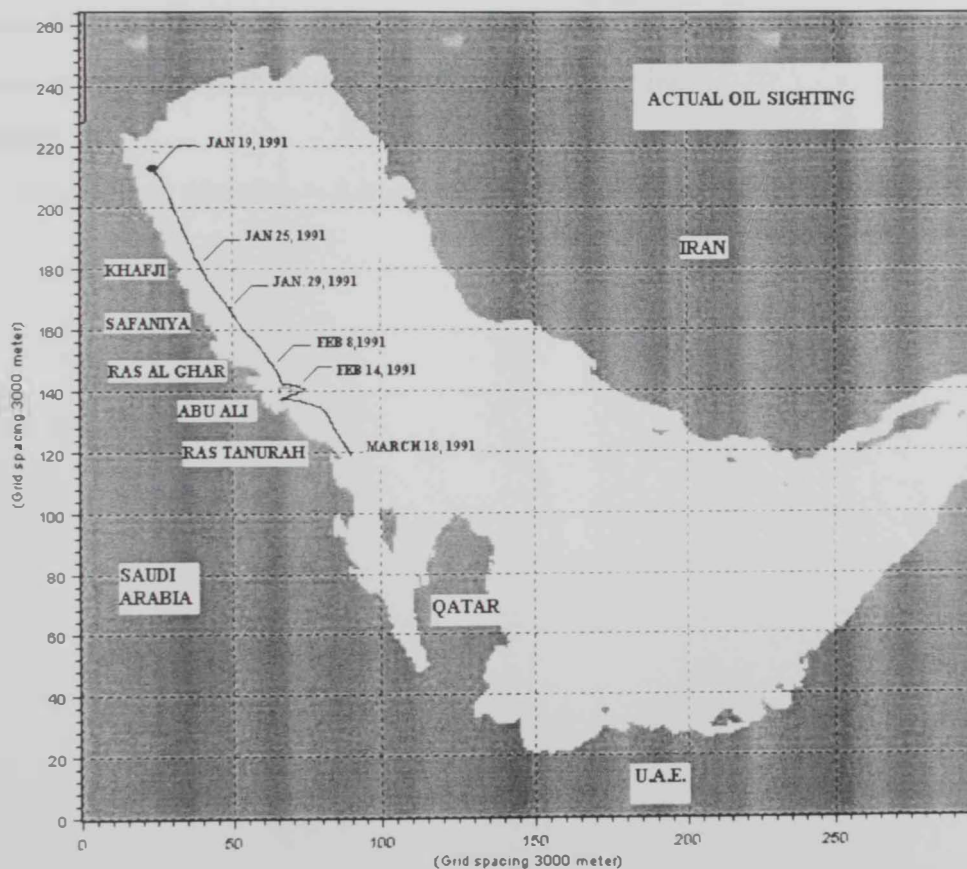 260
240
220
200
180
160
140
120
100
80
60
40
20
0
(Grid spacing 3000 meter)
ACTUAL OIL SIGHTING
JAN 19, 1991
JAN 25, 1991
IRAN
KHAFJI
JAN. 29, 1991
SAFANIYA
FEB 8,1991
RAS AL GHAR
FEB 14, 1991
ABU ALI
RAS TANURAH
MARCH 18, 1991
SAUDI
ARABIA
QATAR
U.A.E.
0 50 100 150 200 250
(Grid spacing 3000 meter)